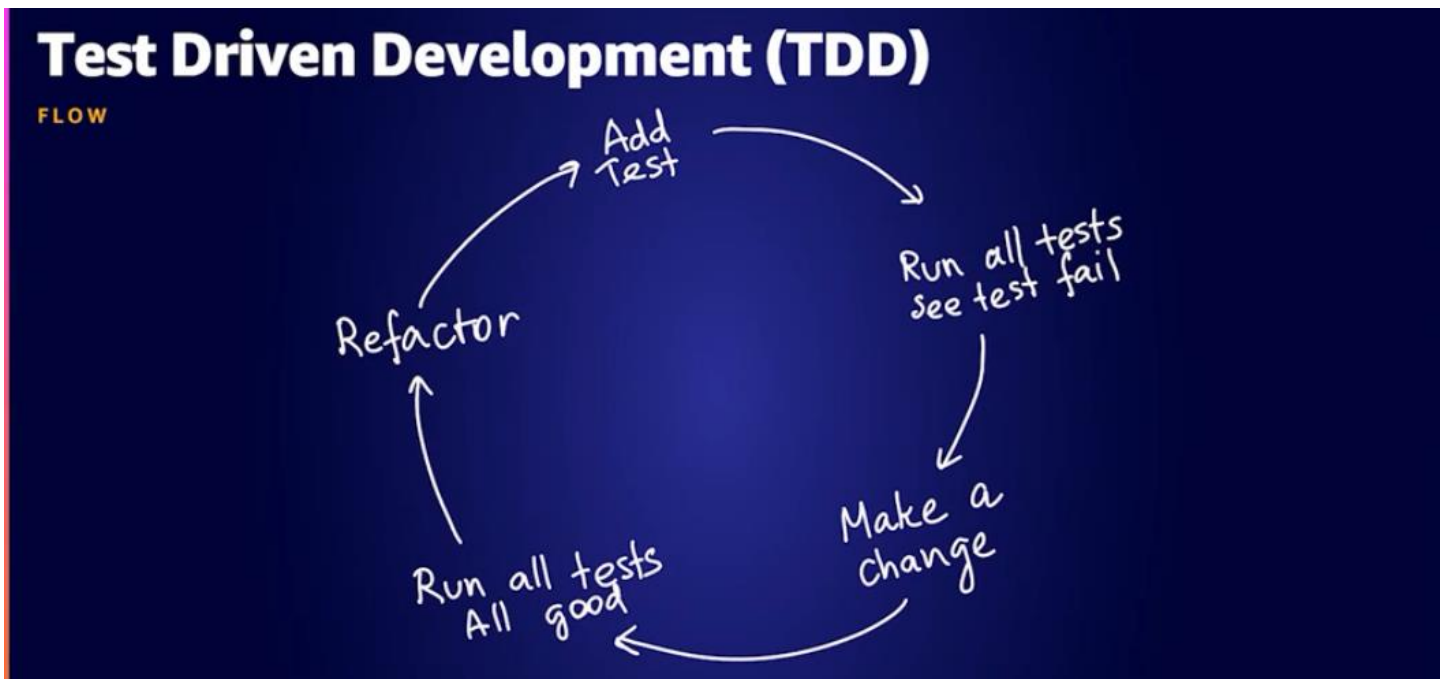 Test Driven Development (TDD)
FLOW
Add
Test
Run all tests
see test fail
Make a
change
Run all tests
All good
Refactor